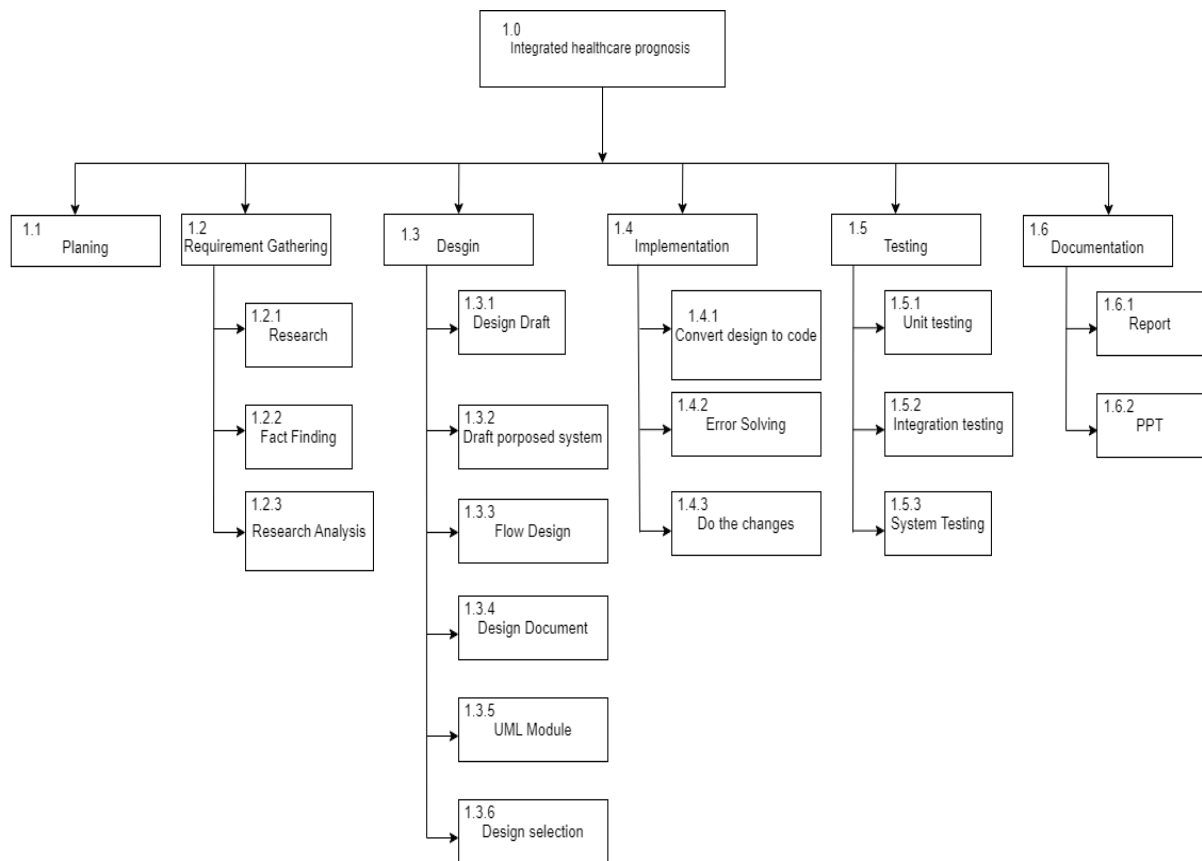 1.0
Integrated healthcare prognosis
1.1
Planing
1.2
Requirement Gathering
1.3
Desgin
1.4
Implementation
1.5
Testing
1.6
Documentation
1.2.1
Research
1.2.2
Fact Finding
1.2.3
Research Analysis
1.3.1
Design Draft
1.3.2
Draft porposed system
1.3.3
Flow Design
1.3.4
Design Document
1.3.5
UML Module
1.3.6
Design selection
1.4.1
Convert design to code
1.4.2
Error Solving
1.4.3
Do the changes
1.5.1
Unit testing
1.5.2
Integration testing
1.5.3
System Testing
1.6.1
Report
1.6.2
PPT